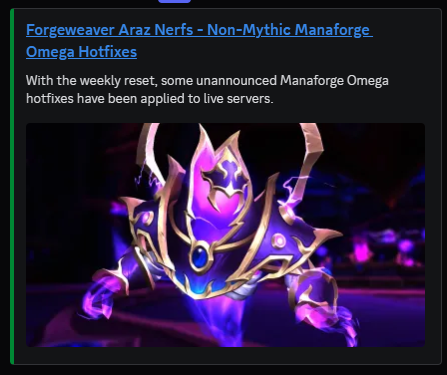 Forgeweaver Araz Nerfs - Non-Mythic Manaforge
Omega Hotfixes
With the weekly reset, some unannounced Manaforge Omega
hotfixes have been applied to live servers.